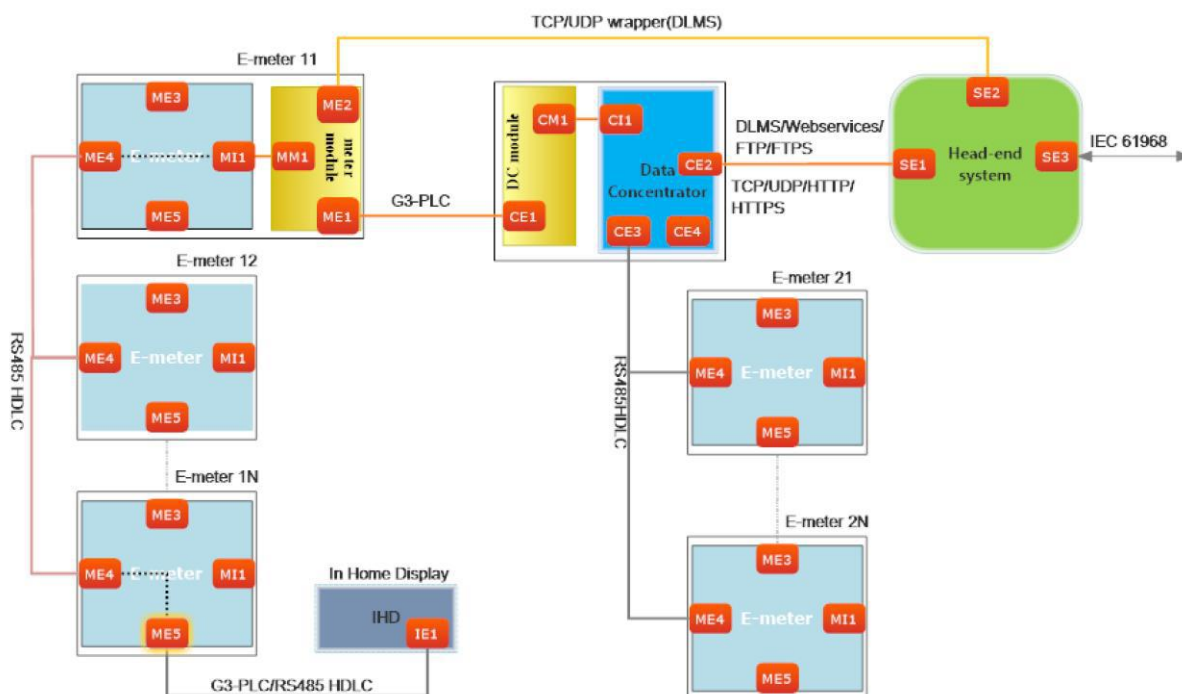 TCP/UDP wrapper(DLMS)
E-meter 11
ME3
ME2
ME4
E-meter
MI1
MM1
meter
module
ME5
ME1
G3-PLC
CM1
CI1
DC module
CE1
Data
Concentrator
CE2
CE3
CE4
DLMS/Webservices/
FTP/FTPS
TCP/UDP/HTTP/
HTTPS
SE2
SE1
Head-end
system
SE3
IEC 61968
RS485 HDLC
E-meter 12
ME3
ME4
E-meter
MI1
ME5
E-meter 1N
ME3
ME4
E-meter
MI1
ME5
In Home Display
IHD
IE1
G3-PLC/RS485 HDLC
RS485HDLC
E-meter 21
ME3
ME4
E-meter
MI1
ME5
E-meter 2N
ME3
ME4
E-meter
MI1
ME5